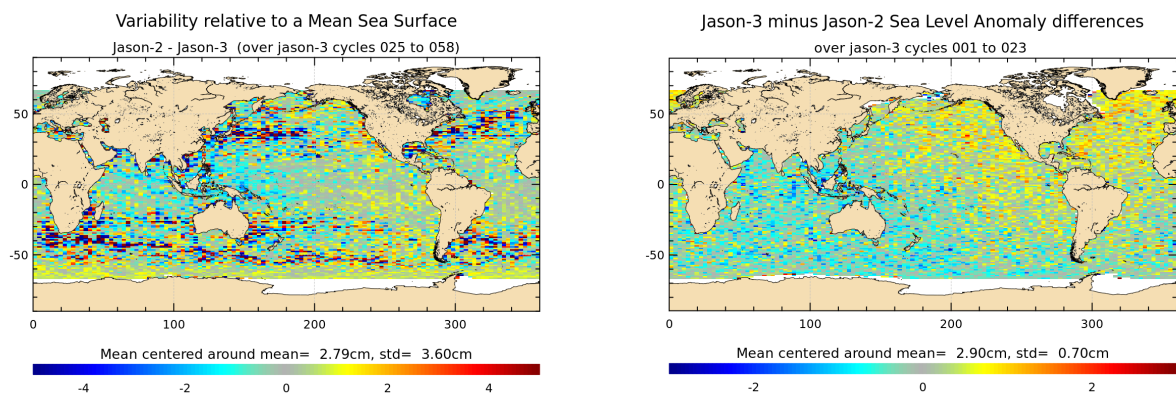 Variability relative to a Mean Sea Surface
Jason-2 - Jason-3 (over jason-3 cycles 025 to 058)
50
0
-50
0 100 200 300
Mean centered around mean= 2.79cm, std= 3.60cm
-4 -2 0 2 4
Jason-3 minus Jason-2 Sea Level Anomaly differences
over jason-3 cycles 001 to 023
50
0
-50
0 100 200 300
Mean centered around mean= 2.90cm, std= 0.70cm
-2 0 2